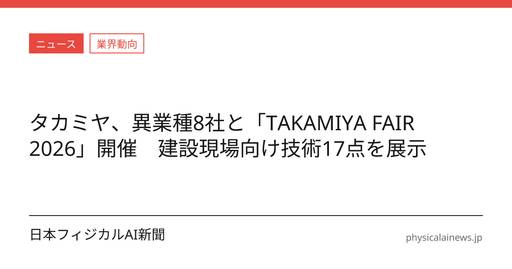 ニュース 業界動向
タカミヤ、異業種8社と「TAKAMIYA FAIR
2026」開催　建設現場向け技術17点を展示
日本フィジカルAI新聞 physicalainews.jp